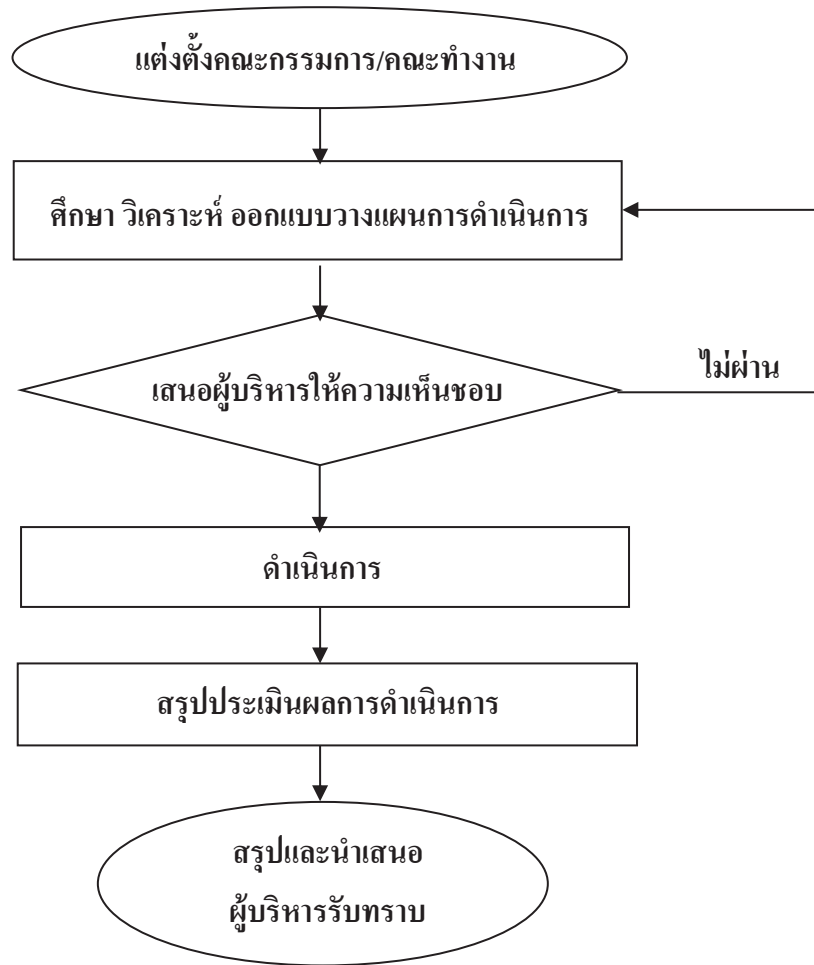 แต่งตั้งคณะกรรมการ/คณะทำงาน
ศึกษา วิเคราะห์ ออกแบบวางแผนการดำเนินการ
เสนอผู้บริหารให้ความเห็นชอบ
ไม่ผ่าน
ดำเนินการ
สรุปประเมินผลการดำเนินการ
สรุปและนำเสนอ
ผู้บริหารรับทราบ